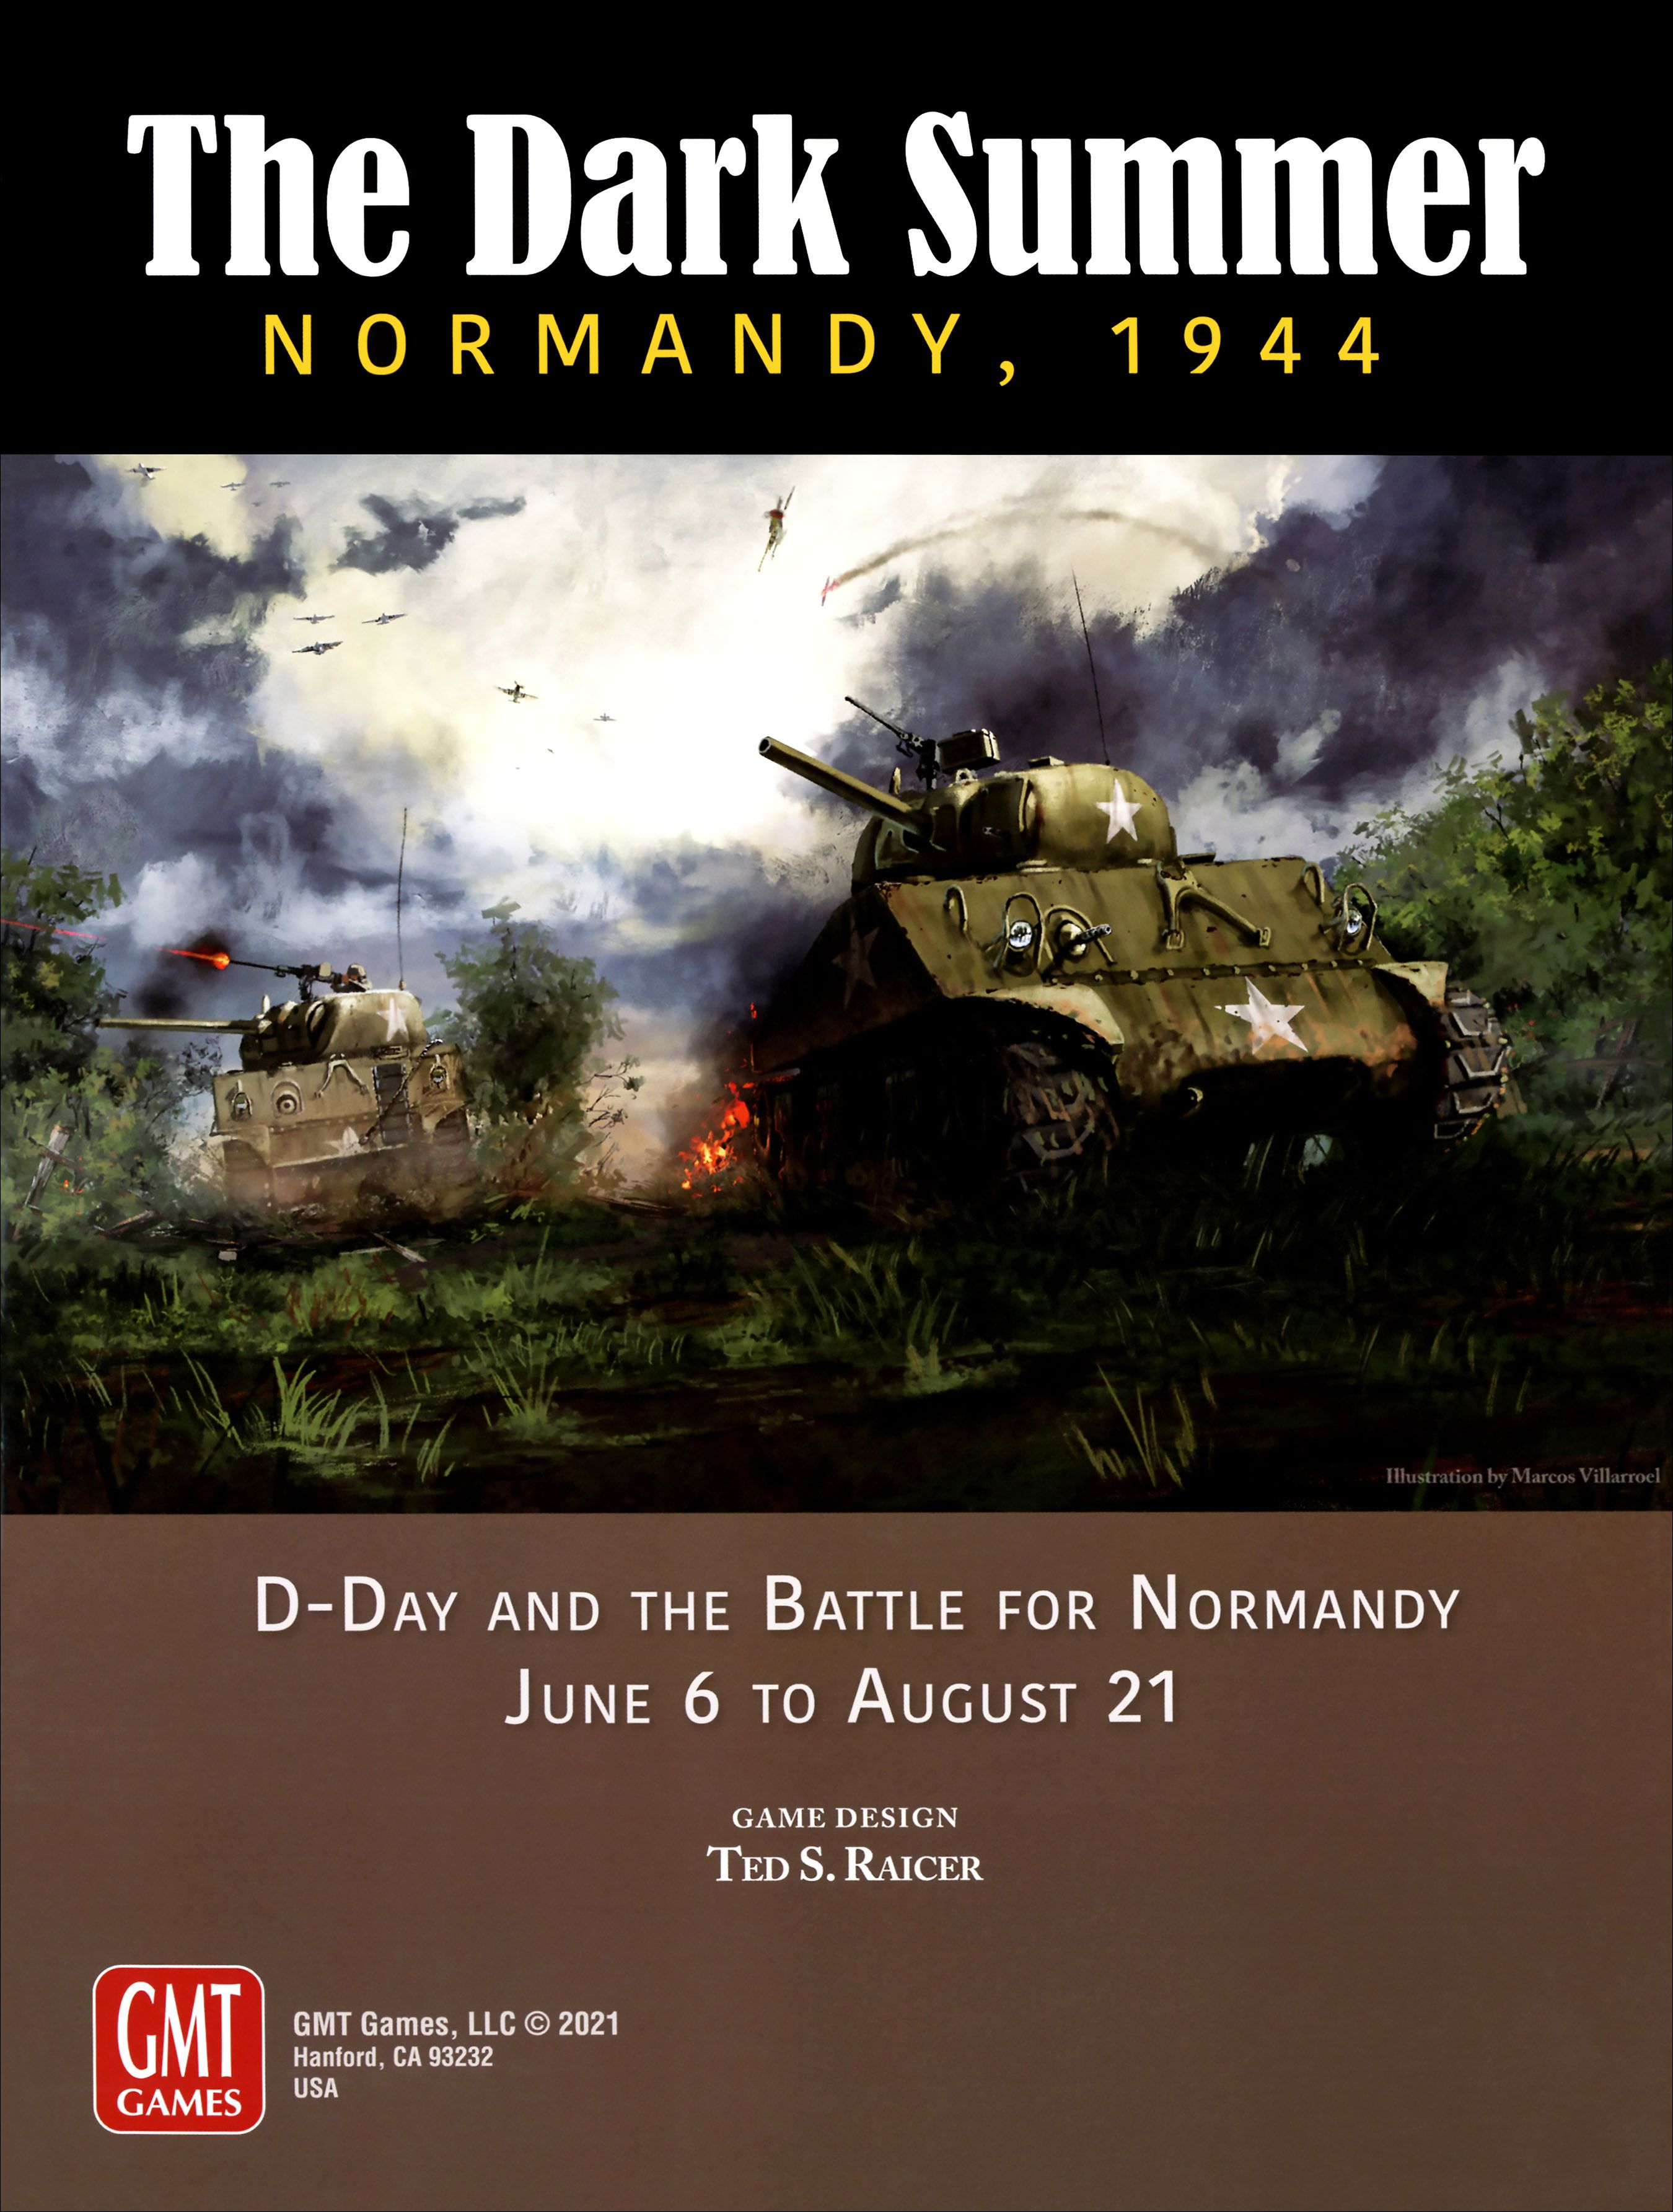 The Dark Summer
NORMANDY, 1944
Illustration by Marcos Villarroel
D-Day and the Battle for Normandy
June 6 to August 21
GAME DESIGN
Ted S. Raicer
GMT
GAMES
GMT Games, LLC © 2021
Hanford, CA 93232
USA